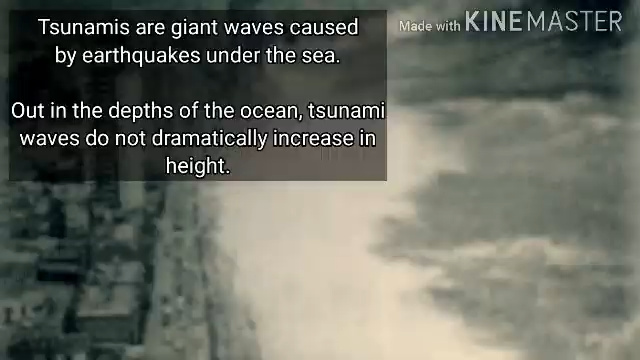 Tsunamis are giant waves caused
by earthquakes under the sea.
Out in the depths of the ocean, tsunami
waves do not dramatically increase in
height.
Made with KINEMASTER